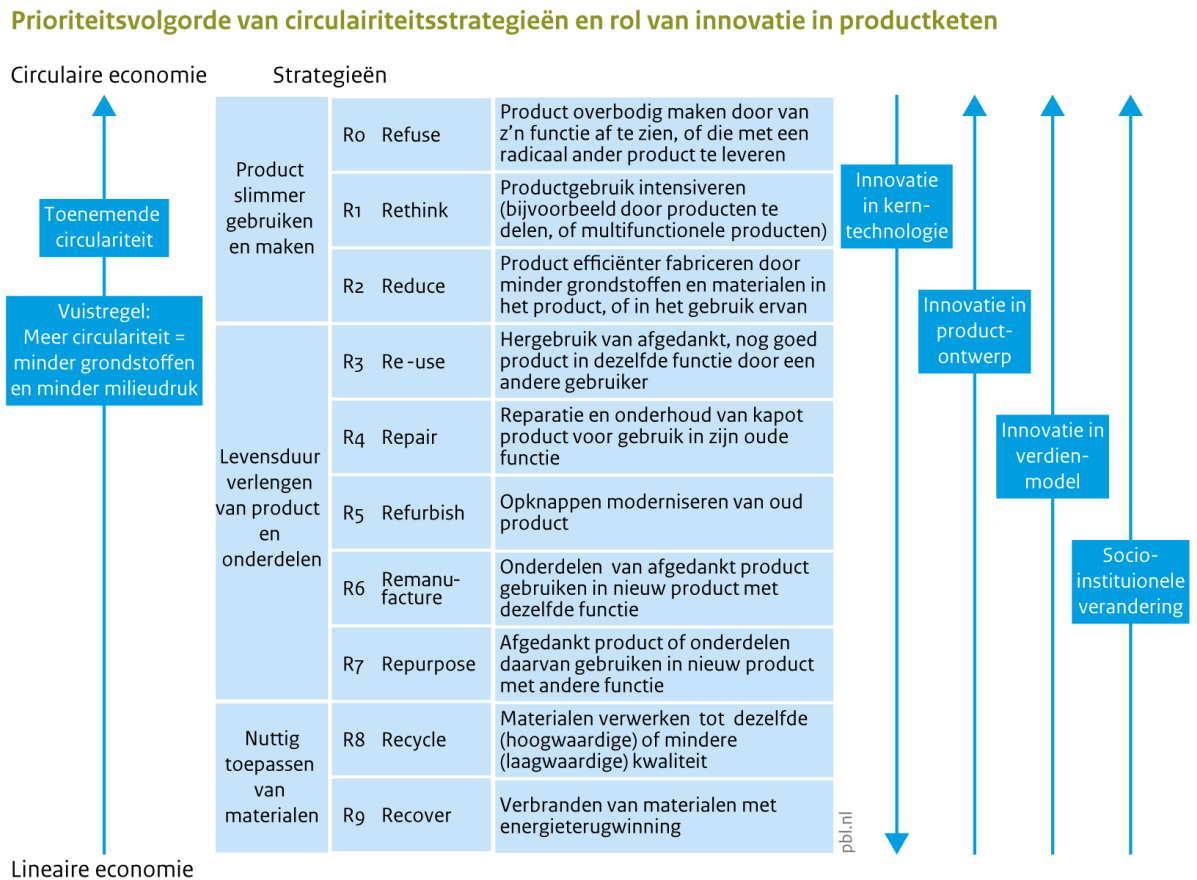 Prioriteitsvolgorde van circulairiteitsstrategieën en rol van innovatie in productketen
Circulaire economie
Strategieën
Toenemende
circulariteit
Vuistregel:
Meer circulariteit =
minder grondstoffen
en minder milieudruk
Lineaire economie
Product
slimmer
gebruiken
en maken
R0 Refuse
Product overbodig maken door van
z'n functie af te zien, of die met een
radicaal ander product te leveren
R1 Rethink
Productgebruik intensiveren
(bijvoorbeeld door producten te
delen, of multifunctionele producten)
R2 Reduce
Product efficiënter fabriceren door
minder grondstoffen en materialen in
het product, of in het gebruik ervan
Levensduur
verlengen
van product
en
onderdelen
R3 Re-use
Hergebruik van afgedankt, nog goed
product in dezelfde functie door een
andere gebruiker
R4 Repair
Reparatie en onderhoud van kapot
product voor gebruik in zijn oude
functie
R5 Refurbish
Opknappen moderniseren van oud
product
R6 Remanu-
facture
Onderdelen van afgedankt product
gebruiken in nieuw product met
dezelfde functie
R7 Repurpose
Afgedankt product of onderdelen
daarvan gebruiken in nieuw product
met andere functie
Nuttig
toepassen
van
materialen
R8 Recycle
Materialen verwerken tot dezelfde
(hoogwaardige) of mindere
(laagwaardige) kwaliteit
R9 Recover
Verbranden van materialen met
energieterugwinning
pbl.nl
Innovatie
in kern-
technologie
Innovatie in
product-
ontwerp
Innovatie in
verdien-
model
Socio-
instituionele
verandering